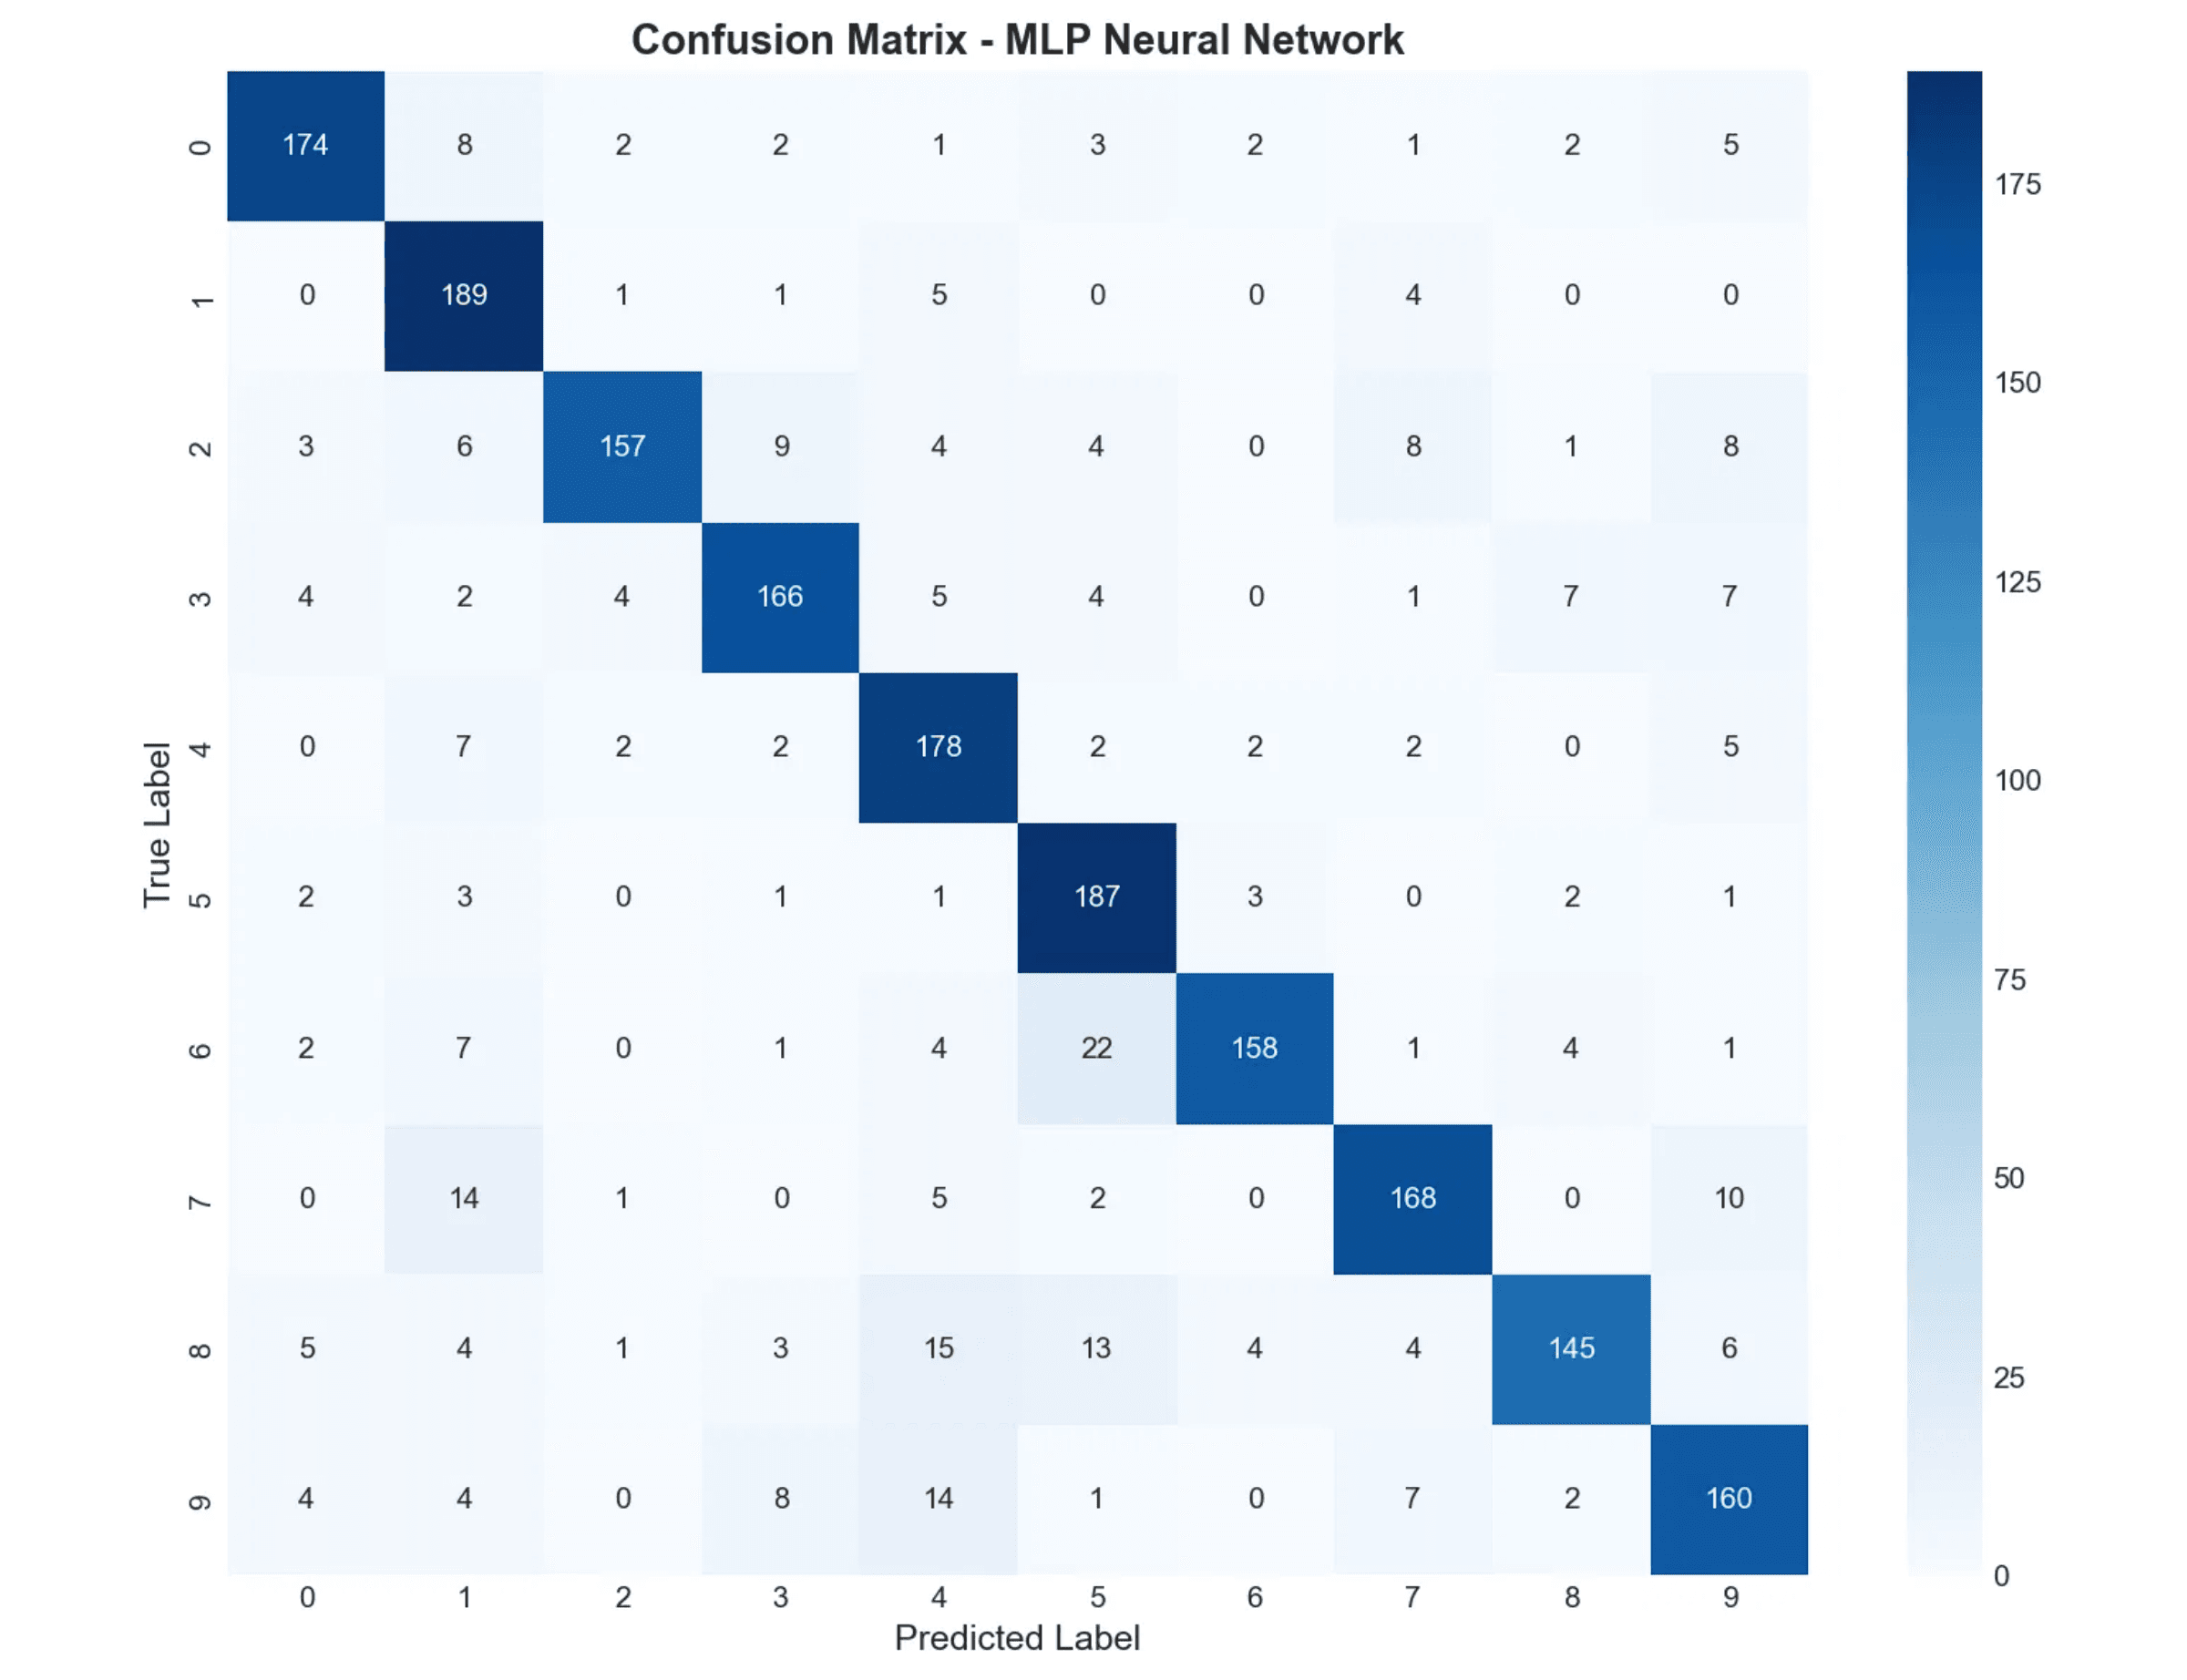 Confusion Matrix - MLP Neural Network
0 174 8 2 2 1 3 2 1 2 5
1 0 189 1 1 5 0 0 4 0 0
2 3 6 157 9 4 4 0 8 1 8
3 4 2 4 166 5 4 0 1 7 7
4 0 7 2 2 178 2 2 2 0 5
5 2 3 0 1 1 187 3 0 2 1
6 2 7 0 1 4 22 158 1 4 1
7 0 14 1 0 5 2 0 168 0 10
8 5 4 1 3 15 13 4 4 145 6
9 4 4 0 8 14 1 0 7 2 160
0 1 2 3 4 5 6 7 8 9
Predicted Label
True Label
175
150
125
100
75
50
25
0